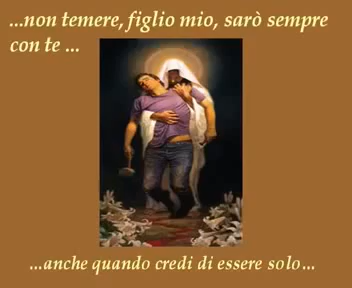 ...non temere, figlio mio, sarò sempre
con te ...
...anche quando credi di essere solo...